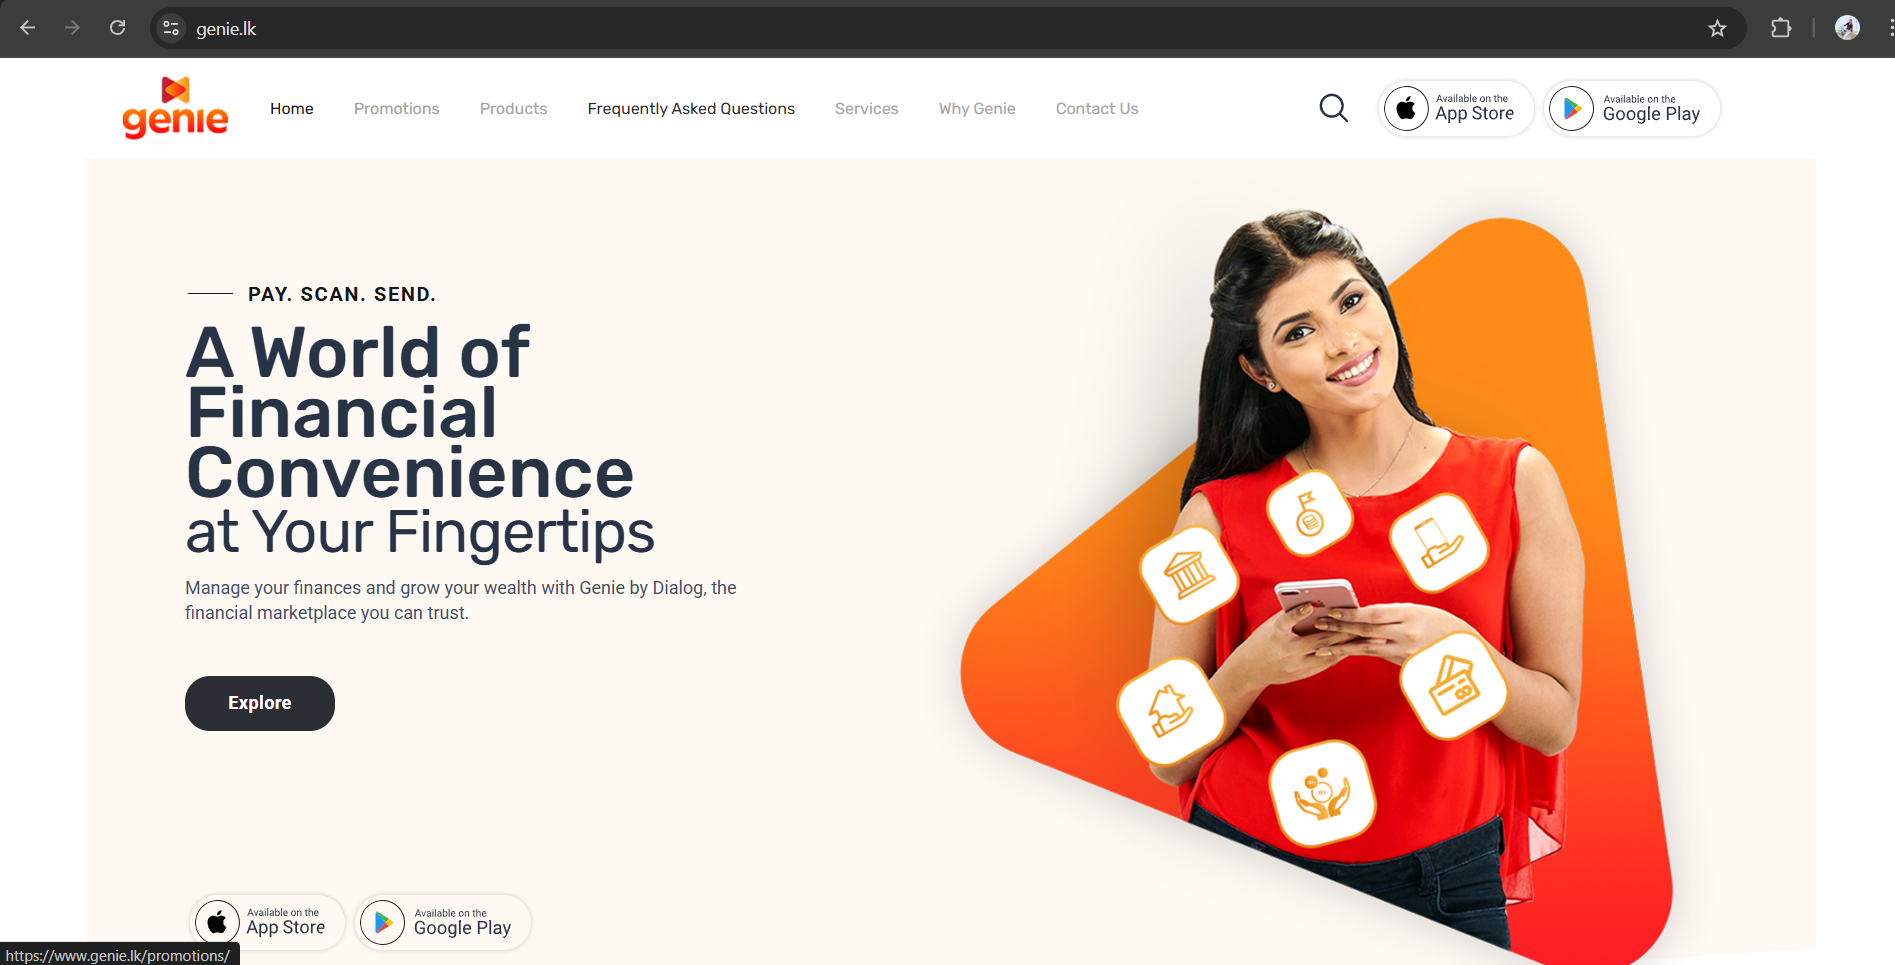 genie.lk
genie
Home
Promotions
Products
Frequently Asked Questions
Services
Why Genie
Contact Us
Available on the
App Store
Available on the
Google Play
PAY. SCAN. SEND.
A World of
Financial
Convenience
at Your Fingertips
Manage your finances and grow your wealth with Genie by Dialog, the
financial marketplace you can trust.
Explore
Available on the
App Store
Available on the
Google Play
https://www.genie.lk/promotions/